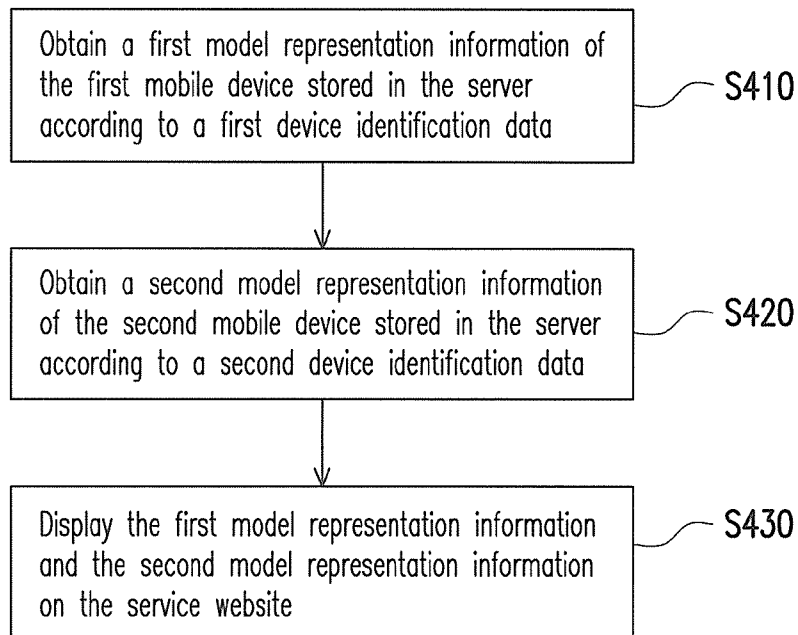 Obtain a first model representation information of
the first mobile device stored in the server
according to a first device identification data
S410
Obtain a second model representation information
of the second mobile device stored in the server
according to a second device identification data
S420
Display the first model representation information
and the second model representation information
on the service website
S430